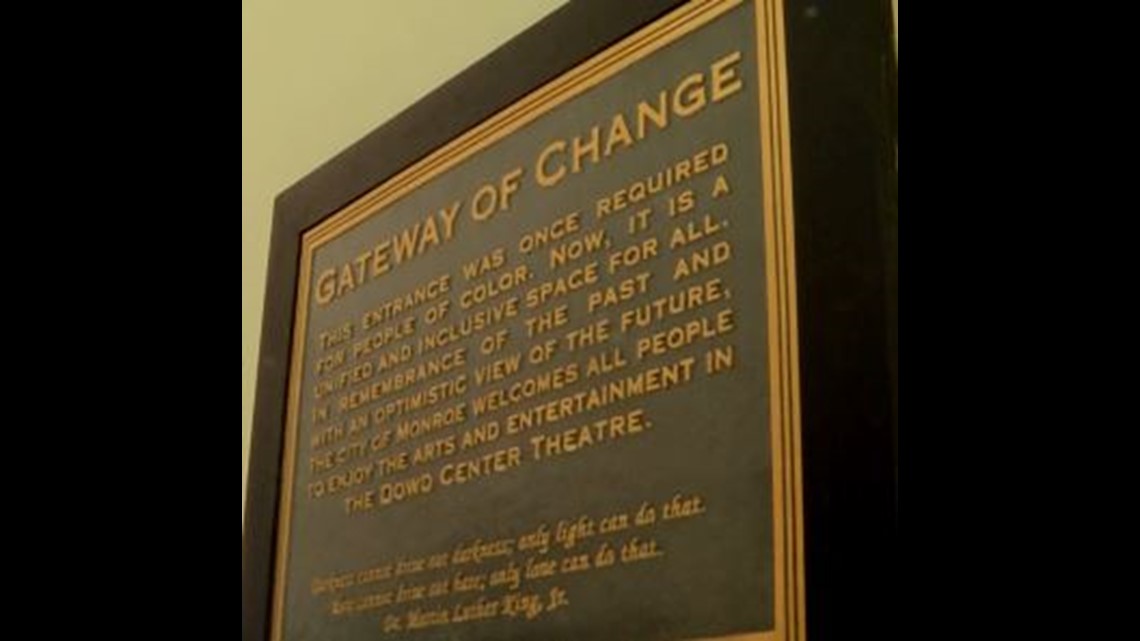 GATEWAY OF CHANGE
THIS ENTRANCE WAS ONCE REQUIRED
FOR PEOPLE OF COLOR. NOW, IT IS A
UNIFIED AND INCLUSIVE SPACE FOR ALL.
IN REMEMBRANCE OF THE PAST AND
WITH AN OPTIMISTIC VIEW OF THE FUTURE,
THE CITY OF MONROE WELCOMES ALL PEOPLE
TO ENJOY THE ARTS AND ENTERTAINMENT IN
THE DOWD CENTER THEATRE.
Darkness cannot drive out darkness; only light can do that.
Hate cannot drive out hate; only love can do that.
Dr. Martin Luther King, Jr.